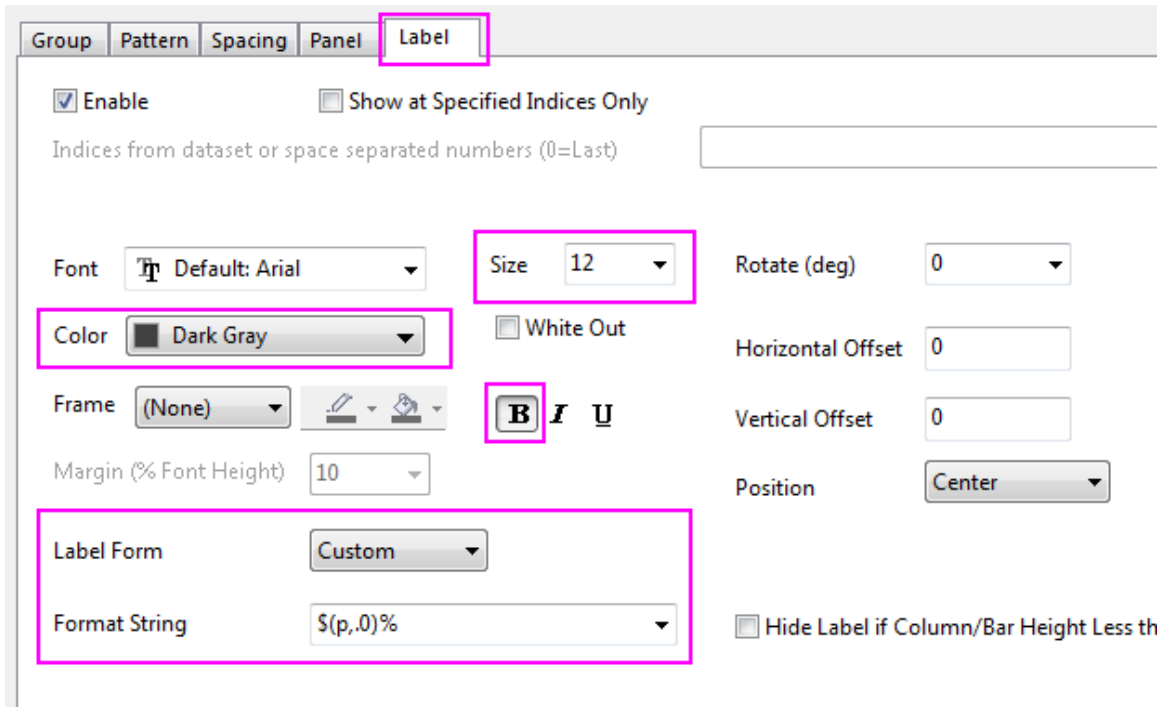 Group Pattern Spacing Panel Label
Enable Show at Specified Indices Only
Indices from dataset or space separated numbers (0=Last)
Font Default: Arial Size 12 Rotate (deg) 0
Color Dark Gray White Out Horizontal Offset 0
Frame (None) B I U Vertical Offset 0
Margin (% Font Height) 10 Position Center
Label Form Custom
Format String $(p,.0)% Hide Label if Column/Bar Height Less th